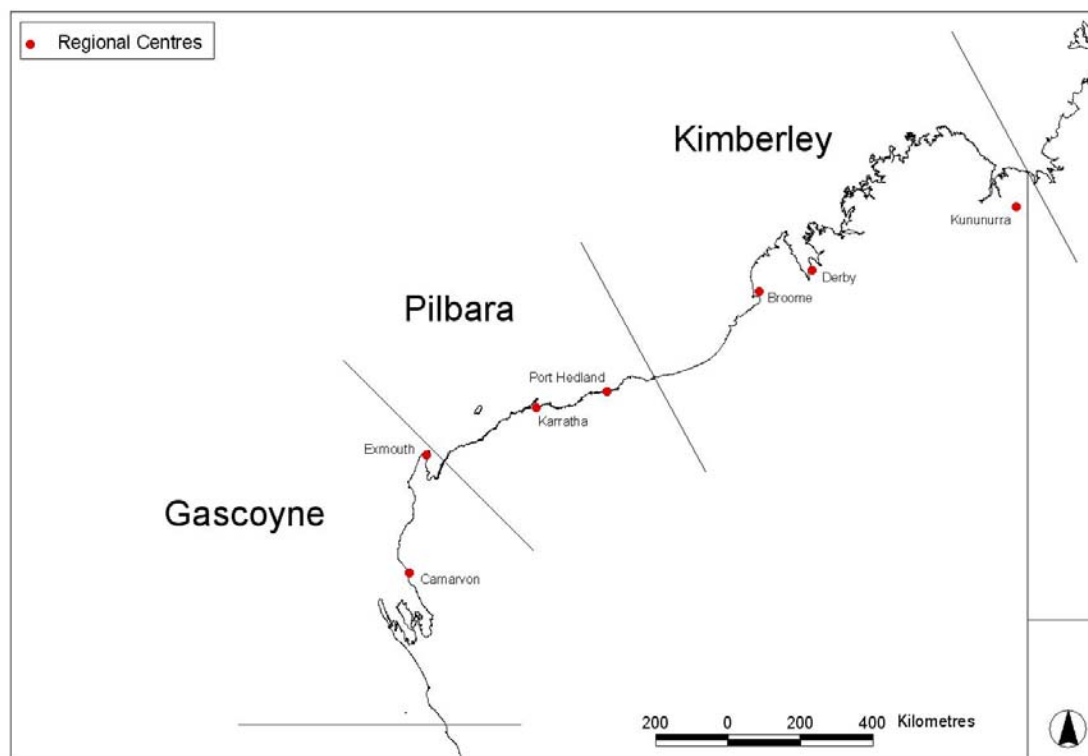 Regional Centres
Kimberley
Kununurra
Derby
Broome
Pilbara
Port Hedland
Karratha
Exmouth
Gascoyne
Carnarvon
200 0 200 400 Kilometres